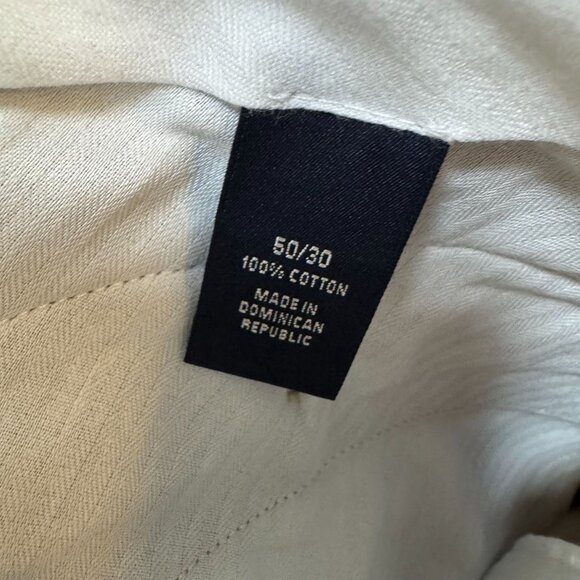 50/30
100% COTTON
MADE IN
DOMINICAN
REPUBLIC